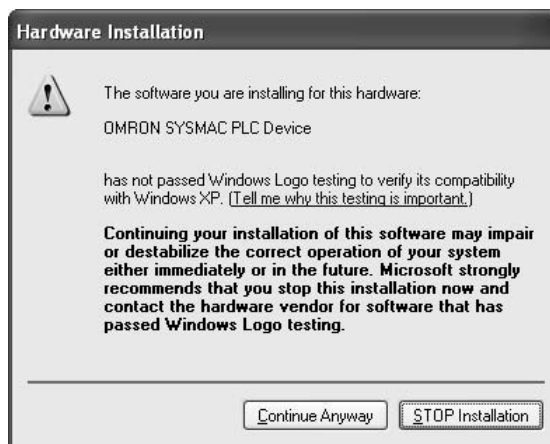 Hardware Installation
The software you are installing for this hardware:
OMRON SYSMAC PLC Device
has not passed Windows Logo testing to verify its compatibility
with Windows XP. (Tell me why this testing is important.)
Continuing your installation of this software may impair
or destabilize the correct operation of your system
either immediately or in the future. Microsoft strongly
recommends that you stop this installation now and
contact the hardware vendor for software that has
passed Windows Logo testing.
Continue Anyway
STOP Installation